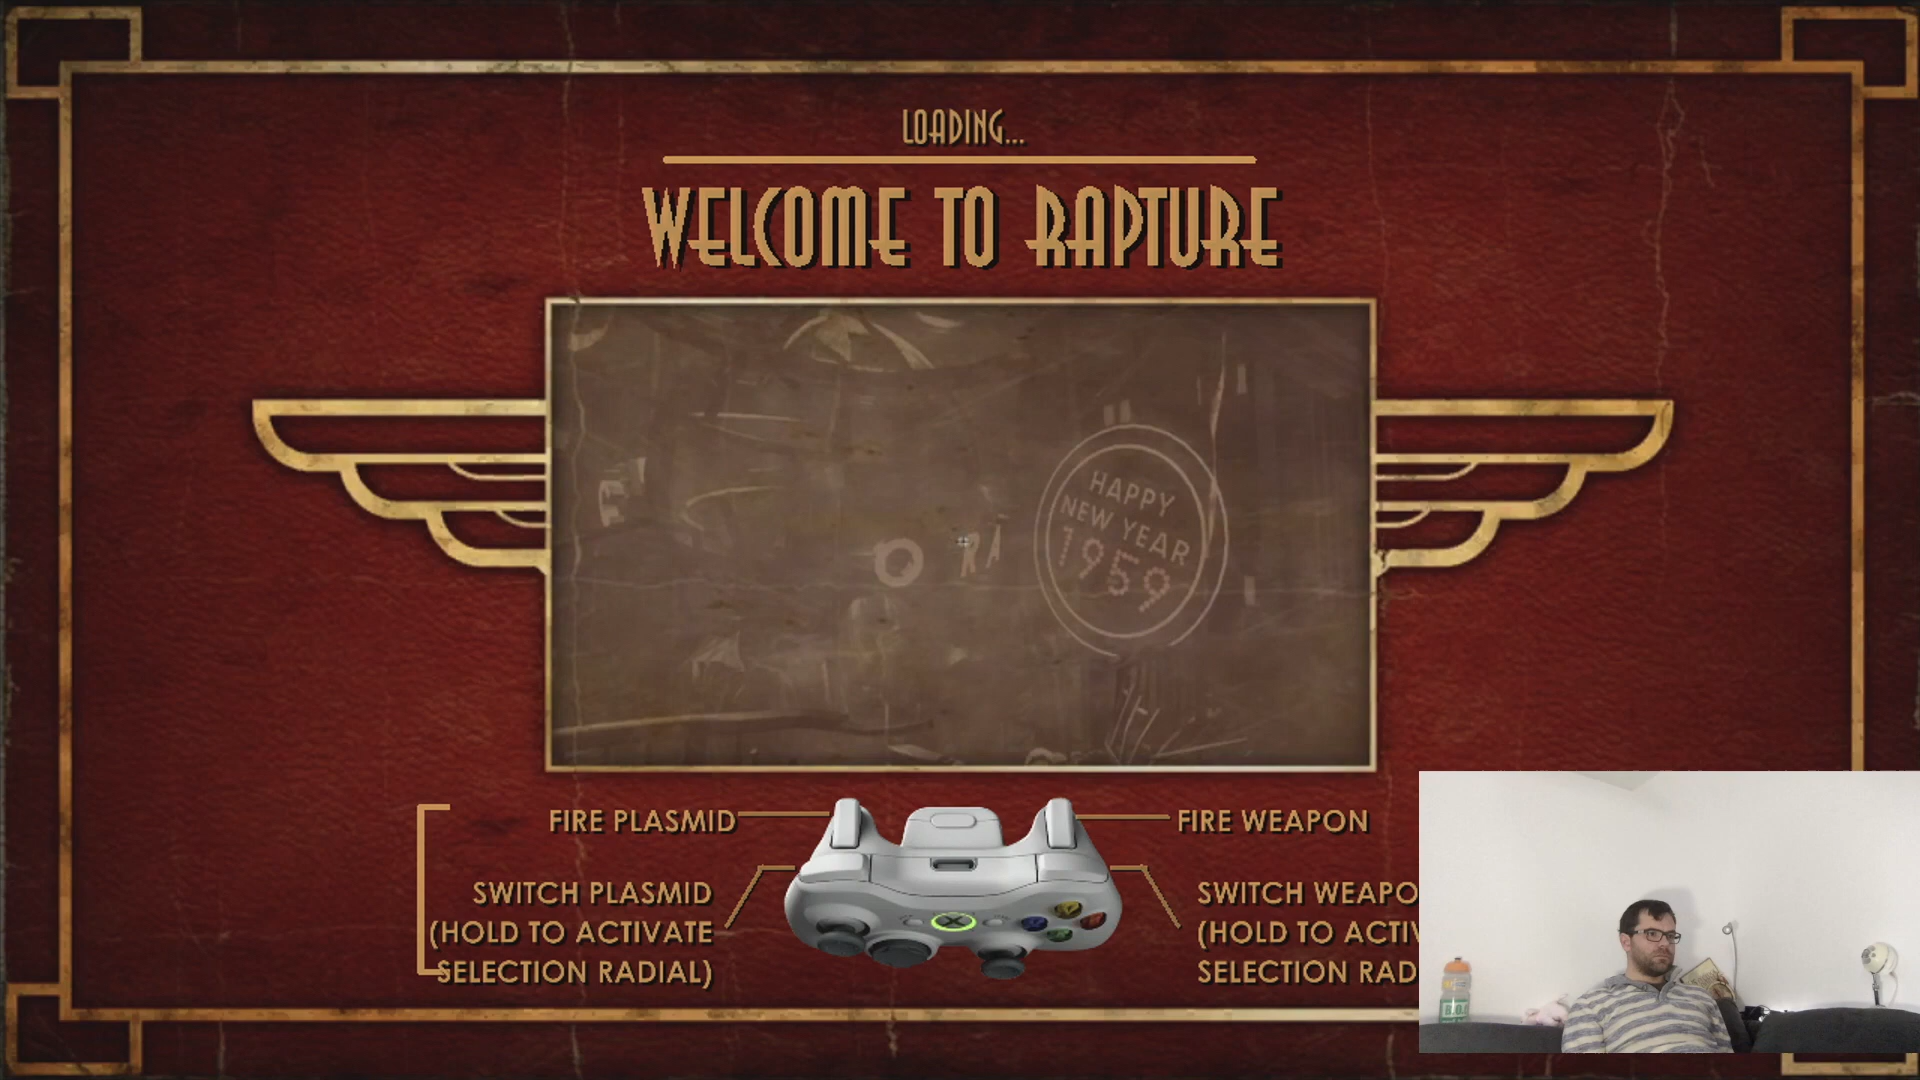 LOADING...
WELCOME TO RAPTURE
HAPPY
NEW YEAR
1959
RA
FIRE PLASMID
FIRE WEAPON
SWITCH PLASMID
(HOLD TO ACTIVATE
SELECTION RADIAL)
SWITCH WEAPO
(HOLD TO ACTIV
SELECTION RAD
B.O.